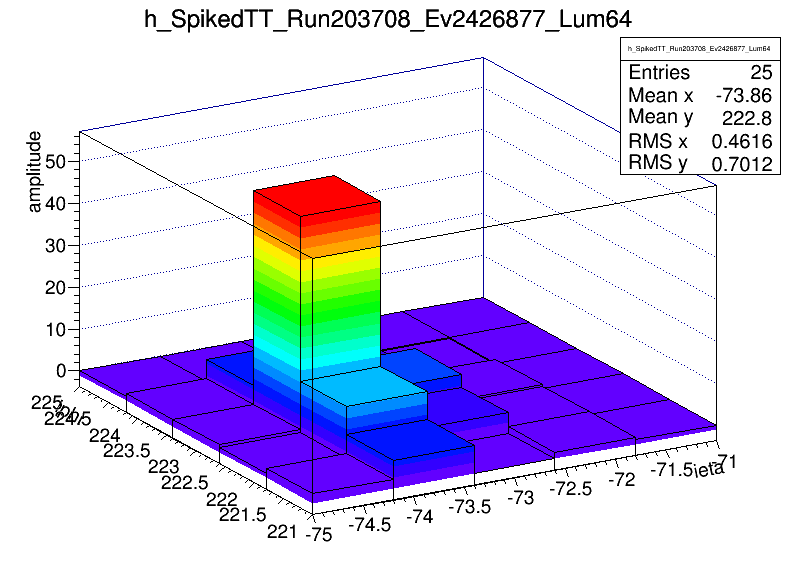 h_SpikedTT_Run203708_Ev2426877_Lum64
h_SpikedTT_Run203708_Ev2426877_Lum64
Entries 25
Mean x -73.86
Mean y 222.8
RMS x 0.4616
RMS y 0.7012
amplitude
50
40
30
20
10
0
225
224.5
224
223.5
223
222.5
222
221.5
221
-75
-74.5
-74
-73.5
-73
-72.5
-72
-71.5
-71
ieta